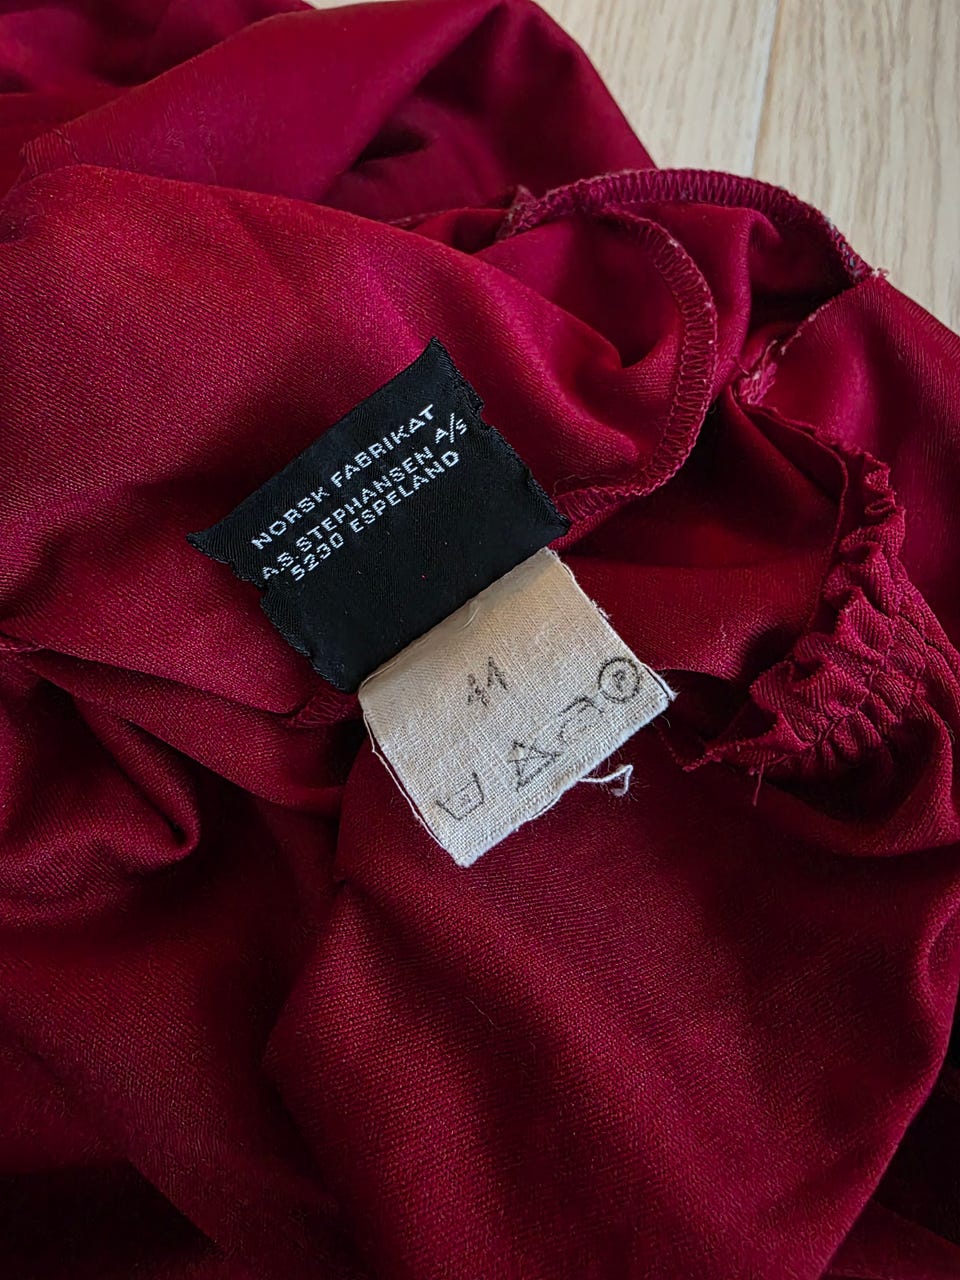 NORSK FABRIKAT
A.S. STEPHANSEN A/S
5230 ESPELAND
44
P